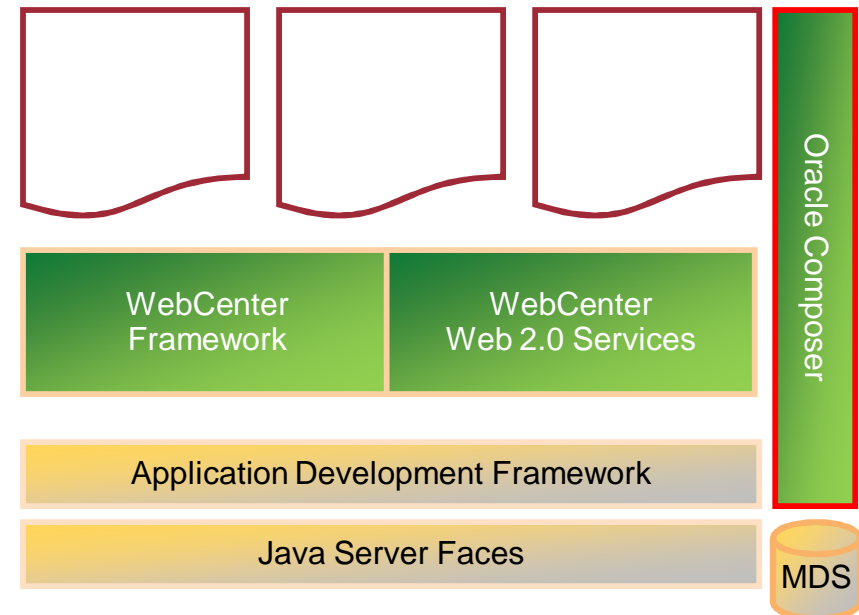 WebCenter
Framework
WebCenter
Web 2.0 Services
Oracle Composer
Application Development Framework
Java Server Faces
MDS